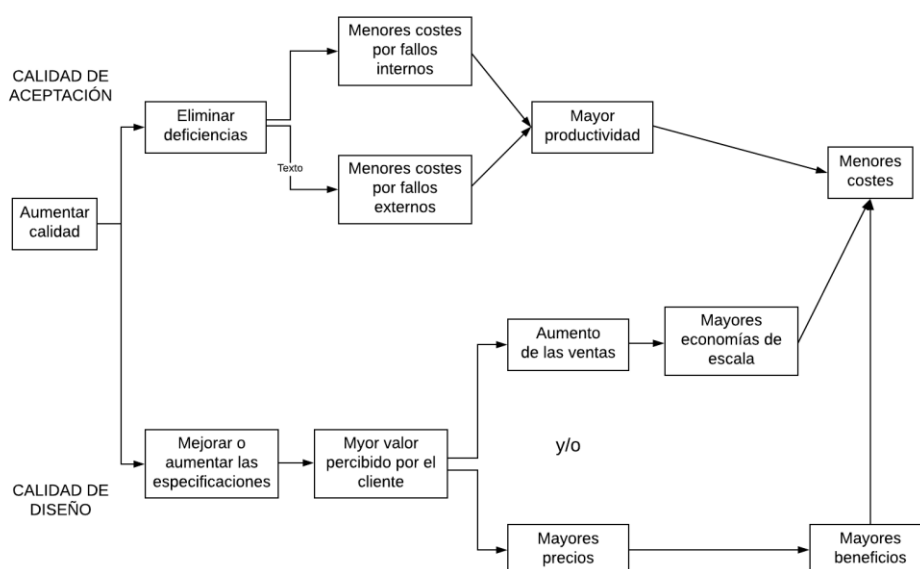 CALIDAD DE
ACEPTACIÓN
Aumentar
calidad
Eliminar
deficiencias
Texto
Menores costes
por fallos
internos
Menores costes
por fallos
externos
Mayor
productividad
Menores
costes
CALIDAD DE
DISEÑO
Mejorar o
aumentar las
especificaciones
Myor valor
percibido por el
cliente
Aumento
de las ventas
Mayores
economías de
escala
y/o
Mayores
precios
Mayores
beneficios